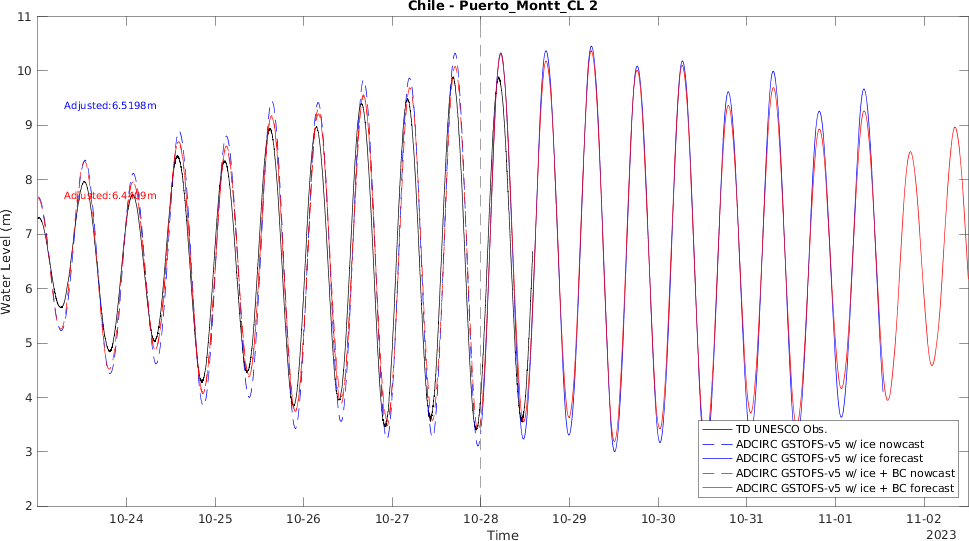 Chile - Puerto_Montt_CL 2
11
10
9
8
7
6
5
4
3
2
Water Level (m)
Adjusted:6.5198m
10-24
10-25
10-26
10-27
10-28
10-29
10-30
10-31
11-01
11-02
2023
Time
TD UNESCO Obs.
ADCIRC GSTOFS-v5 w/ ice nowcast
ADCIRC GSTOFS-v5 w/ ice forecast
ADCIRC GSTOFS-v5 w/ ice + BC nowcast
ADCIRC GSTOFS-v5 w/ ice + BC forecast